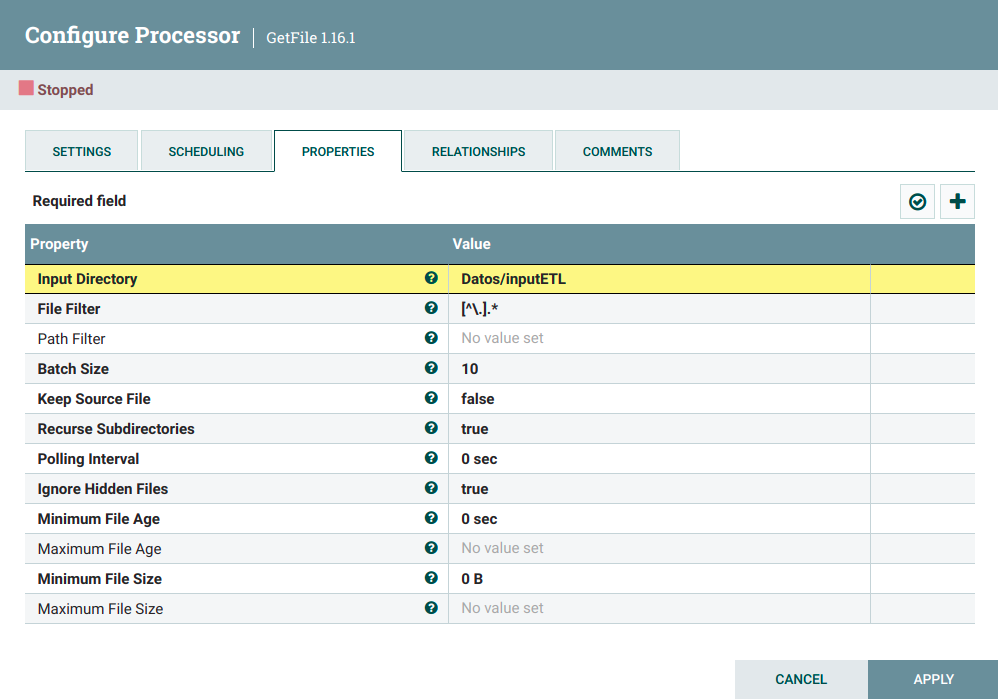 Configure Processor GetFile 1.16.1
Stopped
SETTINGS SCHEDULING PROPERTIES RELATIONSHIPS COMMENTS
Required field
Property Value
Input Directory ? Datos/inputETL
File Filter ? [^\.].*
Path Filter ? No value set
Batch Size ? 10
Keep Source File ? false
Recurse Subdirectories ? true
Polling Interval ? 0 sec
Ignore Hidden Files ? true
Minimum File Age ? 0 sec
Maximum File Age ? No value set
Minimum File Size ? 0 B
Maximum File Size ? No value set
CANCEL APPLY